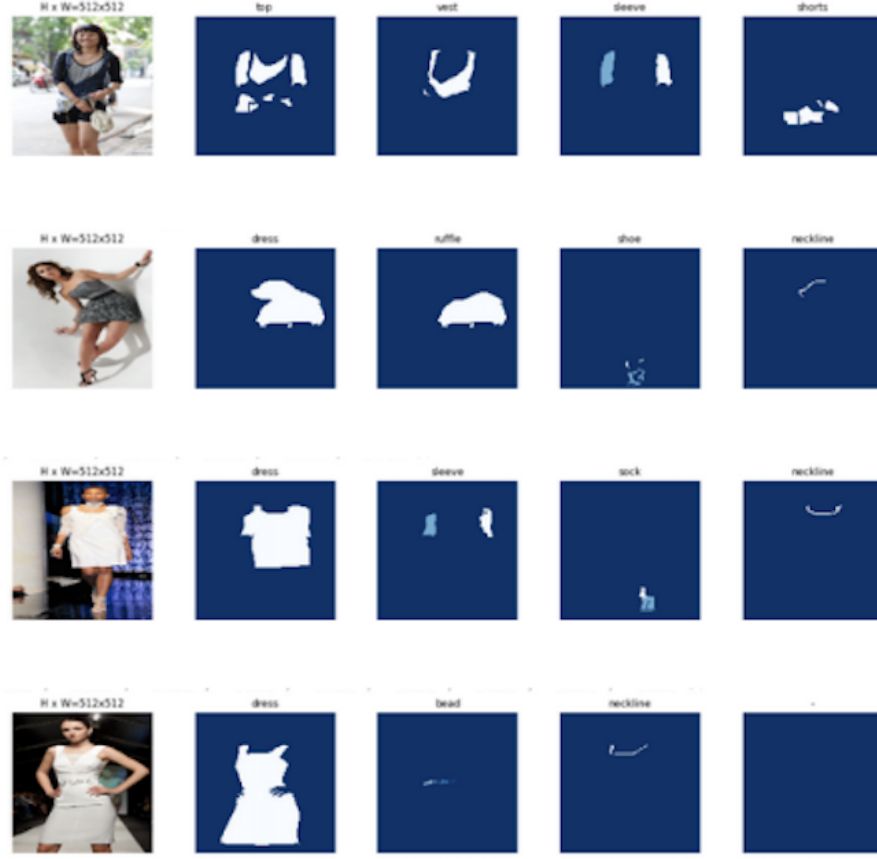 H x W=512x512 top vest sleeve shorts
H x W=512x512 dress ruffle shoe neckline
H x W=512x512 dress sleeve sock neckline
H x W=512x512 dress bead neckline -